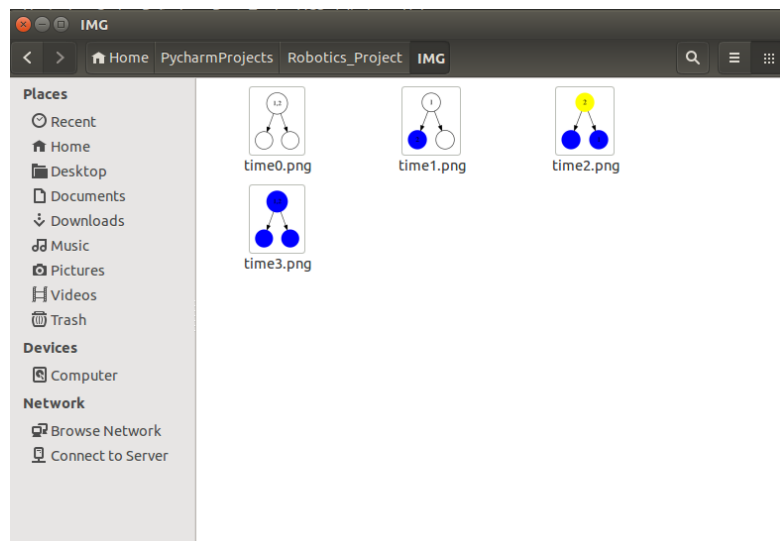 IMG
Home PycharmProjects Robotics_Project IMG
Places
Recent
Home
Desktop
Documents
Downloads
Music
Pictures
Videos
Trash
Devices
Computer
Network
Browse Network
Connect to Server
1,2
time0.png
1
time1.png
2
time2.png
time3.png